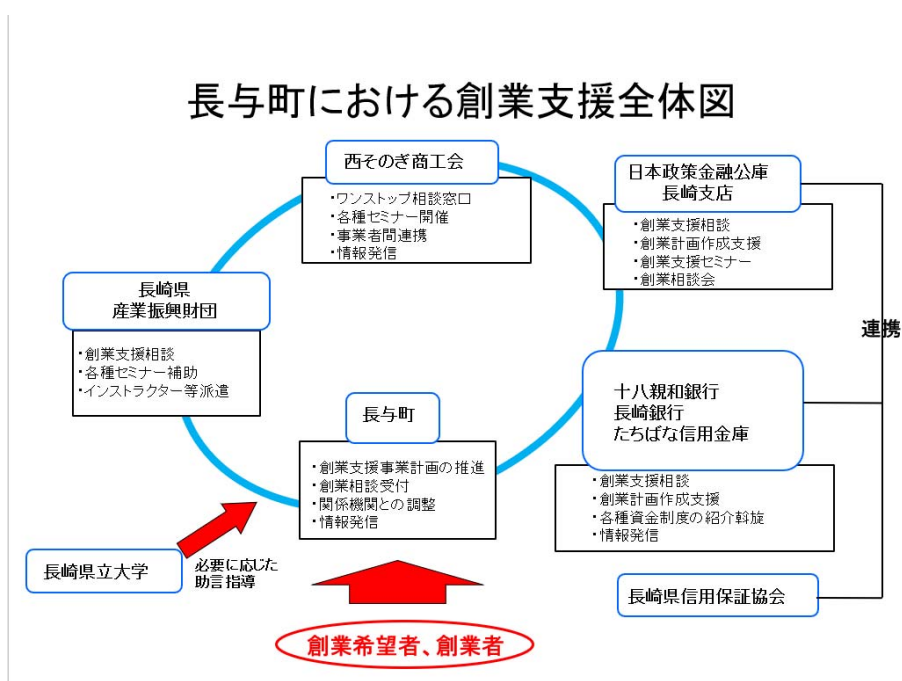 長与町における創業支援全体図
西そのぎ商工会
・ワンストップ相談窓口
・各種セミナー開催
・事業者間連携
・情報発信
日本政策金融公庫
長崎支店
・創業支援相談
・創業計画作成支援
・創業支援セミナー
・創業相談会
長崎県
産業振興財団
・創業支援相談
・各種セミナー補助
・インストラクター等派遣
連携
十八親和銀行
長崎銀行
たちばな信用金庫
・創業支援相談
・創業計画作成支援
・各種資金制度の紹介斡旋
・情報発信
長与町
・創業支援事業計画の推進
・創業相談受付
・関係機関との調整
・情報発信
長崎県立大学
必要に応じた
助言指導
長崎県信用保証協会
創業希望者、創業者